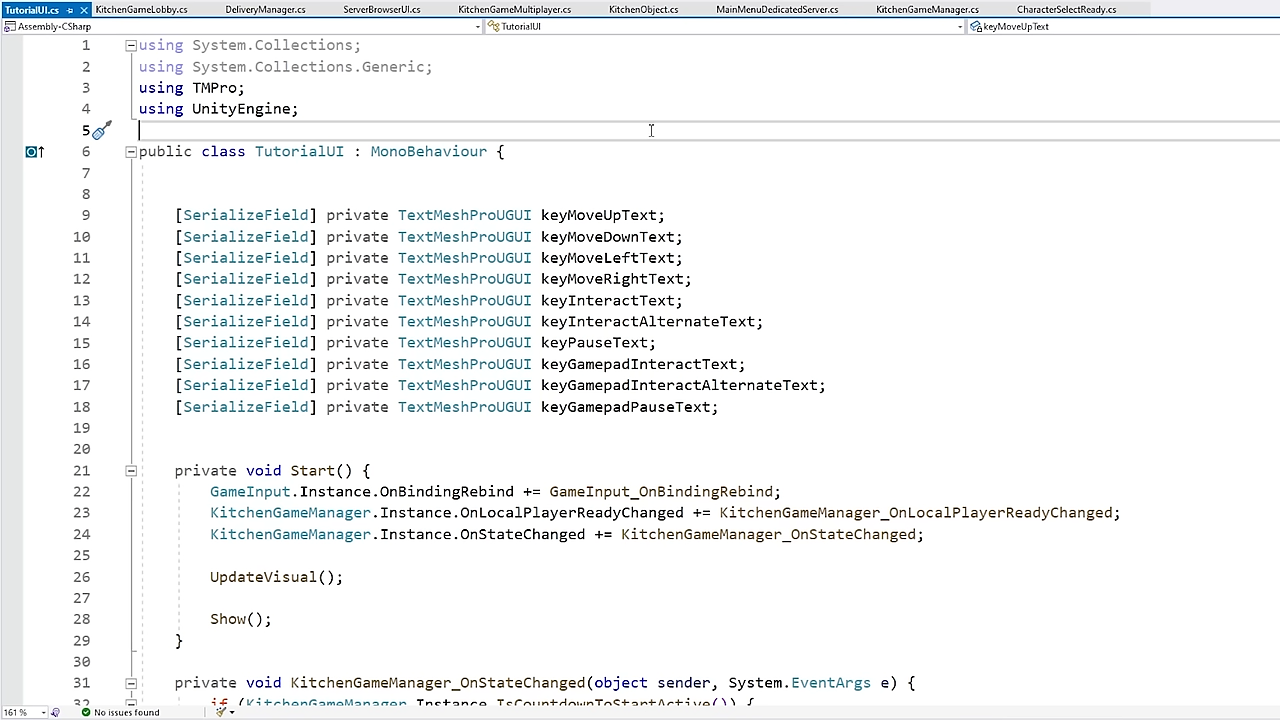 TutorialUI.cs KitchenGameLobby.cs DeliveryManager.cs ServerBrowserUI.cs KitchenGameMultiplayer.cs KitchenObject.cs MainMenuDedicatedServer.cs KitchenGameManager.cs CharacterSelectReady.cs
Assembly-CSharp TutorialUI keyMoveUpText
1 using System.Collections;
2 using System.Collections.Generic;
3 using TMPro;
4 using UnityEngine;
5
6 public class TutorialUI : MonoBehaviour {
7
8
9 [SerializeField] private TextMeshProUGUI keyMoveUpText;
10 [SerializeField] private TextMeshProUGUI keyMoveDownText;
11 [SerializeField] private TextMeshProUGUI keyMoveLeftText;
12 [SerializeField] private TextMeshProUGUI keyMoveRightText;
13 [SerializeField] private TextMeshProUGUI keyInteractText;
14 [SerializeField] private TextMeshProUGUI keyInteractAlternateText;
15 [SerializeField] private TextMeshProUGUI keyPauseText;
16 [SerializeField] private TextMeshProUGUI keyGamepadInteractText;
17 [SerializeField] private TextMeshProUGUI keyGamepadInteractAlternateText;
18 [SerializeField] private TextMeshProUGUI keyGamepadPauseText;
19
20
21 private void Start() {
22 GameInput.Instance.OnBindingRebind += GameInput_OnBindingRebind;
23 KitchenGameManager.Instance.OnLocalPlayerReadyChanged += KitchenGameManager_OnLocalPlayerReadyChanged;
24 KitchenGameManager.Instance.OnStateChanged += KitchenGameManager_OnStateChanged;
25
26 UpdateVisual();
27
28 Show();
29 }
30
31 private void KitchenGameManager_OnStateChanged(object sender, System.EventArgs e) {
32 if (KitchenGameManager.Instance.IsCountdownToStartActive()) {
161 % No issues found